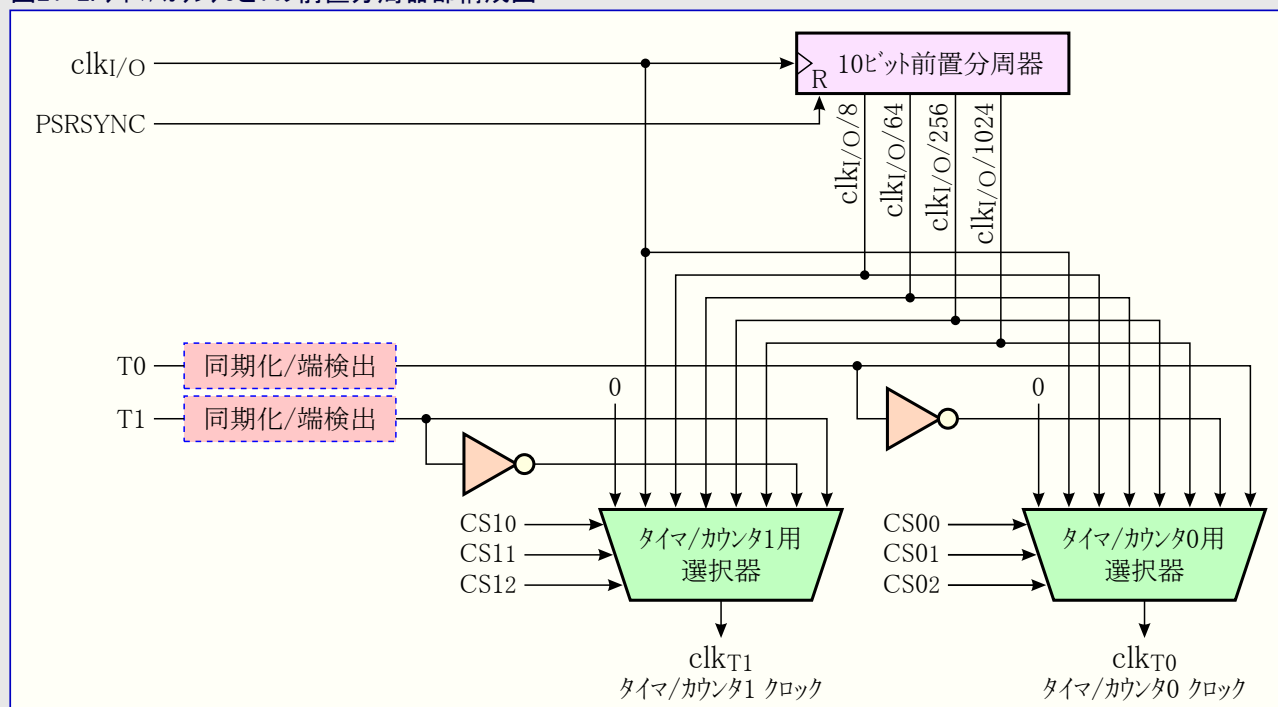 clkI/O
10ﾋﾞｯﾄ前置分周器
R
PSRSYNC
clkI/O/8
clkI/O/64
clkI/O/256
clkI/O/1024
T0
同期化/端検出
T1
同期化/端検出
0
0
CS10
CS11
CS12
ﾀｲﾏ/ｶｳﾝﾀ1用
選択器
CS00
CS01
CS02
ﾀｲﾏ/ｶｳﾝﾀ0用
選択器
clkT1
ﾀｲﾏ/ｶｳﾝﾀ1 ｸﾛｯｸ
clkT0
ﾀｲﾏ/ｶｳﾝﾀ0 ｸﾛｯｸ